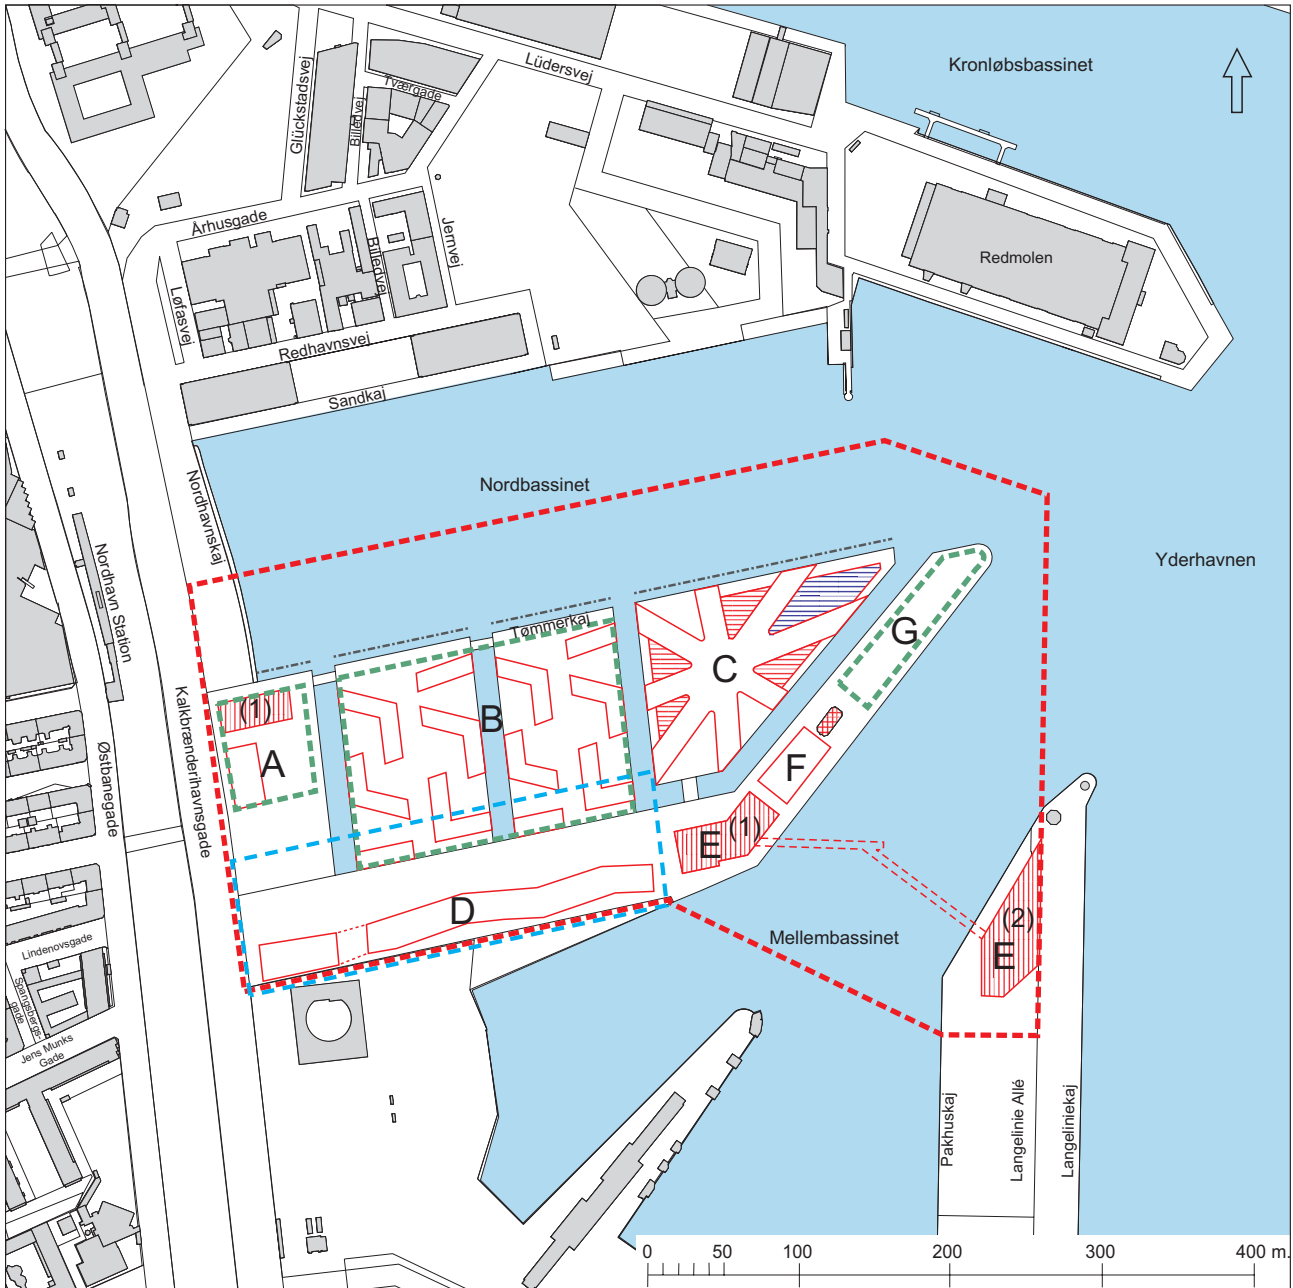 Kronløbsbassinet
Lüdersvej
Glückstadsvej
Tværgade
Billedvej
Århusgade
Jernvej
Billedvej
Redmolen
Løfasvej
Redhavnsvej
Sandkaj
Nordhavnskaj
Nordbassinet
Yderhavnen
Nordhavn Station
Tømmerkaj
G
C
(1)
B
A
Kalkbrænderihavnsgade
Østbanegade
F
(1)
E
D
(2)
E
Mellembassinet
Lindenovsgade
Spangsbergs-
gade
Jens Munks
Gade
Pakhuskaj
Langelinie Allé
Langeliniekaj
0 50 100 200 300 400 m.